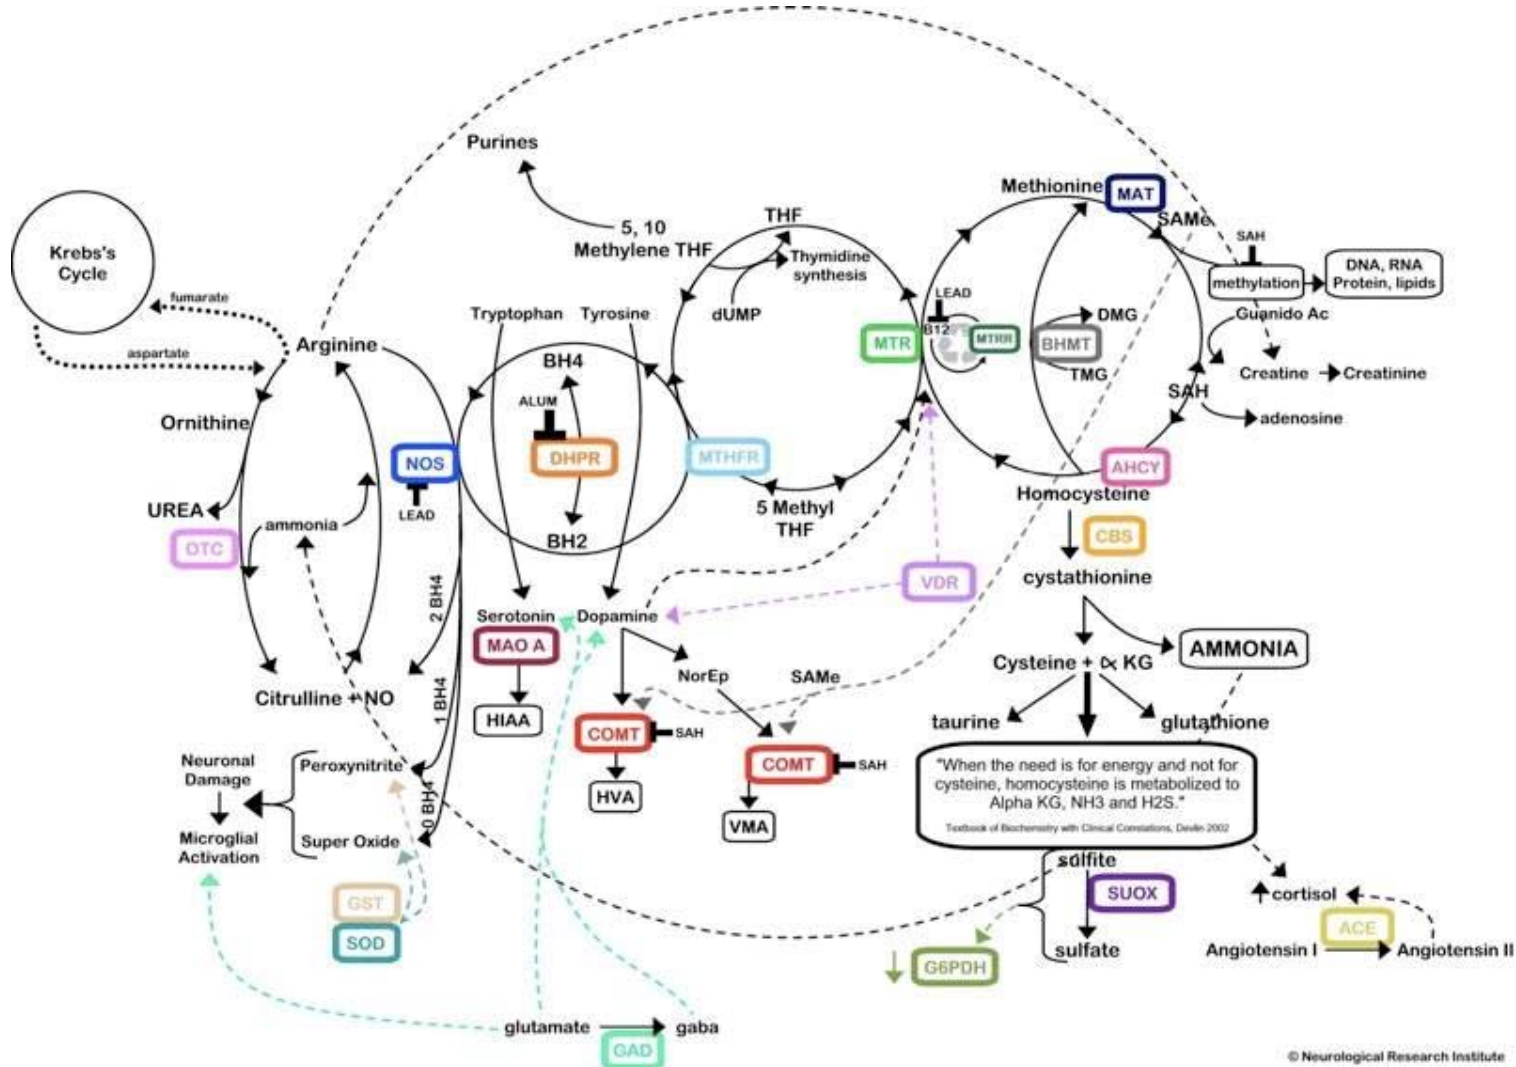 Purines
Methionine
MAT
THF
SAMe
SAH
5, 10
Methylene THF
Krebs's
Cycle
Thymidine
synthesis
methylation
DNA, RNA
Protein, lipids
fumarate
LEAD
Guanido Ac
Tryptophan
Tyrosine
dUMP
DMG
B12
MTR
MTRR
BHMT
Arginine
aspartate
BH4
TMG
Creatine
Creatinine
SAH
ALUM
adenosine
Ornithine
NOS
DHPR
MTHFR
AHCY
Homocysteine
UREA
LEAD
5 Methyl
THF
ammonia
CBS
OTC
BH2
cystathionine
VDR
2 BH4
Serotonin
Dopamine
MAO A
AMMONIA
Cysteine + α KG
NorEp
SAMe
Citrulline + NO
1 BH4
HIAA
taurine
glutathione
COMT
SAH
Neuronal
Damage
Peroxynitrite
COMT
SAH
"When the need is for energy and not for
cysteine, homocysteine is metabolized to
Alpha KG, NH3 and H2S."
Textbook of Biochemistry with Clinical Correlations, Devlin 2002
HVA
0 BH4
VMA
Microglial
Activation
Super Oxide
sulfite
SUOX
cortisol
GST
SOD
ACE
sulfate
Angiotensin I
Angiotensin II
G6PDH
glutamate
gaba
GAD
© Neurological Research Institute